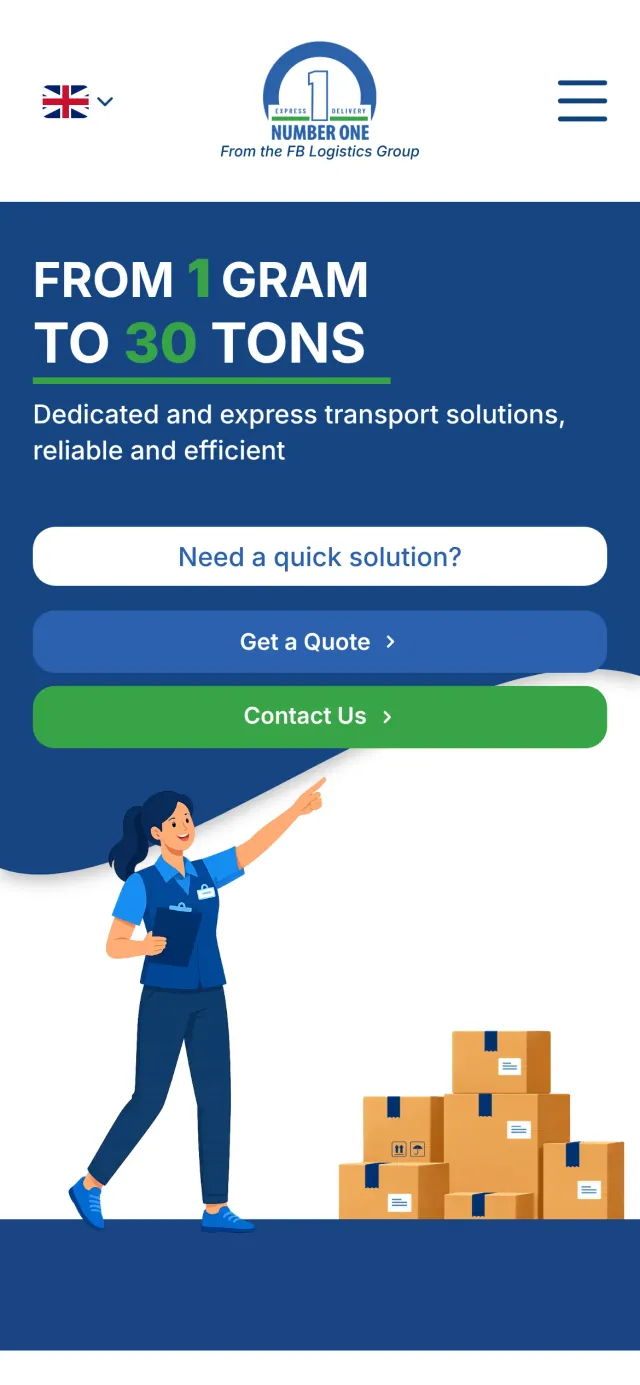 EXPRESS DELIVERY
1
NUMBER ONE
From the FB Logistics Group
FROM 1 GRAM
TO 30 TONS
Dedicated and express transport solutions,
reliable and efficient
Need a quick solution?
Get a Quote
Contact Us